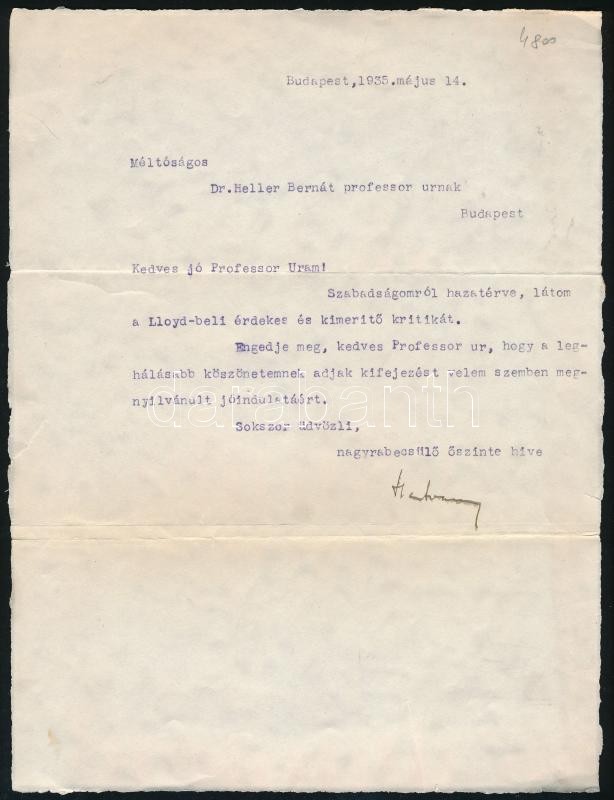 4800
Budapest,1935.május 14.
Méltóságos
Dr.Heller Bernát professor urnak
Budapest
Kedves jó Professor Uram!
Szabadságomról hazatérve, látom
a Lloyd-beli érdekes és kimeritő kritikát.
Engedje meg, kedves Professor ur, hogy a leg-
hálásabb köszönetemnek adjak kifejezést velem szemben meg-
nyilvánult jóindulatáért.
darabanth
Sokszor üdvözli,
nagyrabecsülő őszinte hive
Hatvany